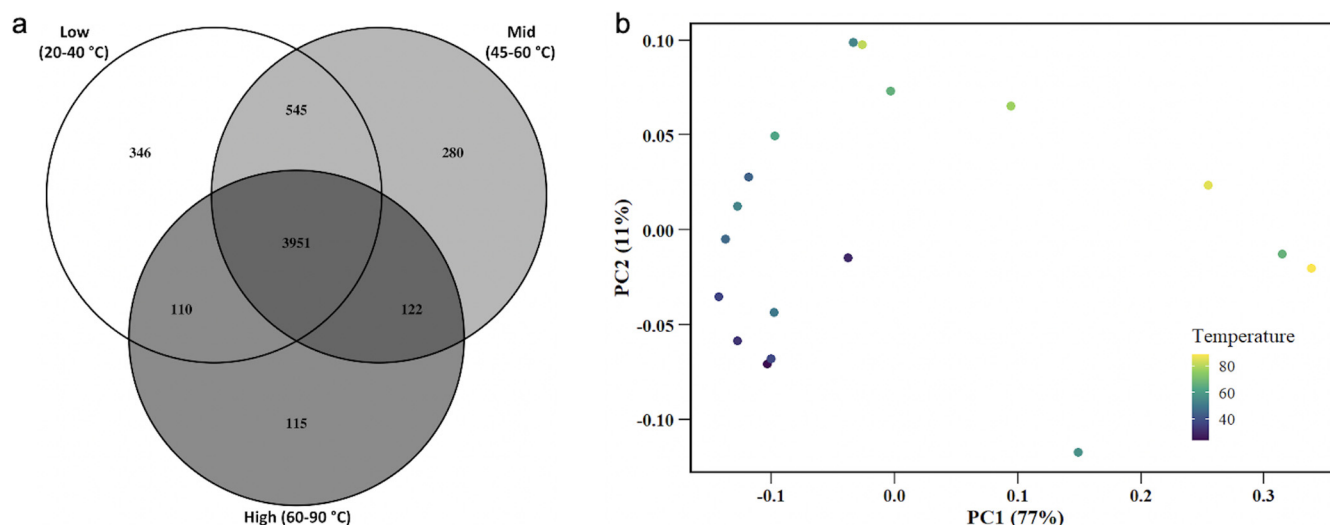 a
Low
(20-40 °C)
Mid
(45-60 °C)
545
346
280
3951
110
122
115
High (60-90 °C)
b
0.10
0.05
0.00
-0.05
-0.10
PC2 (11%)
-0.1
0.0
0.1
0.2
0.3
PC1 (77%)
Temperature
80
60
40